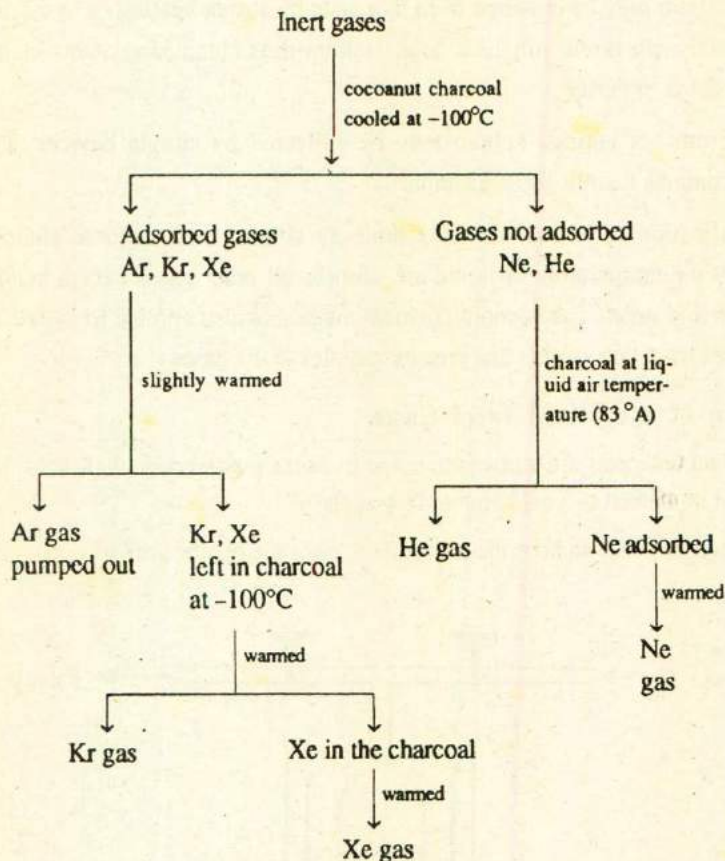 Inert gases
cocoanut charcoal
cooled at –100°C
Adsorbed gases
Ar, Kr, Xe
Gases not adsorbed
Ne, He
slightly warmed
charcoal at liq-
uid air temper-
ature (83 °A)
Ar gas
pumped out
Kr, Xe
left in charcoal
at –100°C
He gas
Ne adsorbed
warmed
Ne
gas
warmed
Kr gas
Xe in the charcoal
warmed
Xe gas